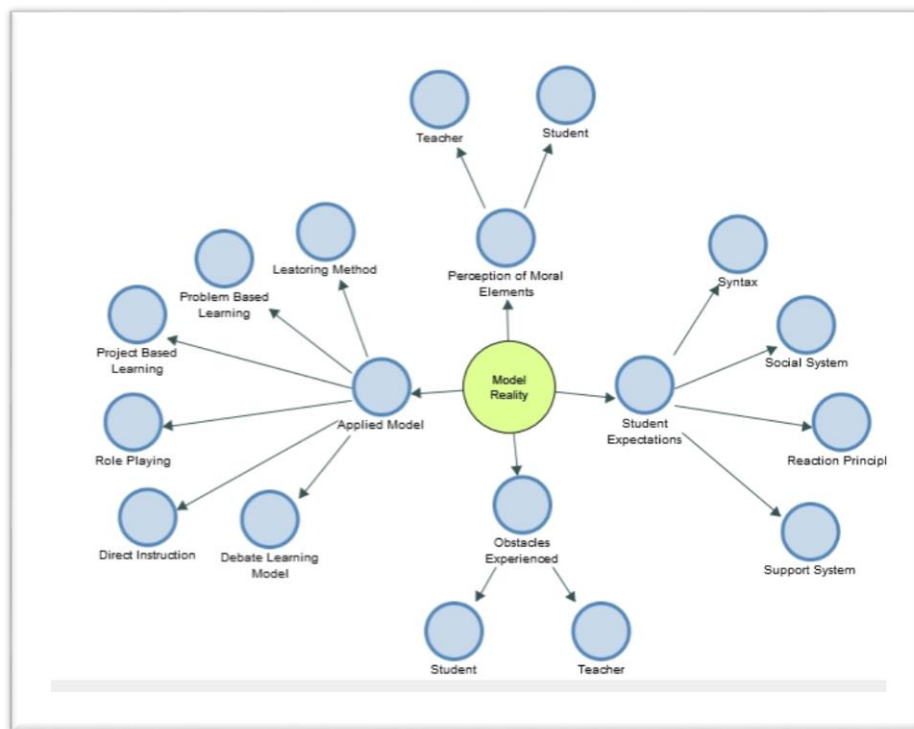 Teacher
Student
Perception of Moral
Elements
Leatoring Method
Problem Based
Learning
Project Based
Learning
Role Playing
Direct Instruction
Debate Learning
Model
Applied Model
Model
Reality
Syntax
Social System
Student
Expectations
Reaction Principl
Support System
Obstacles
Experienced
Student
Teacher